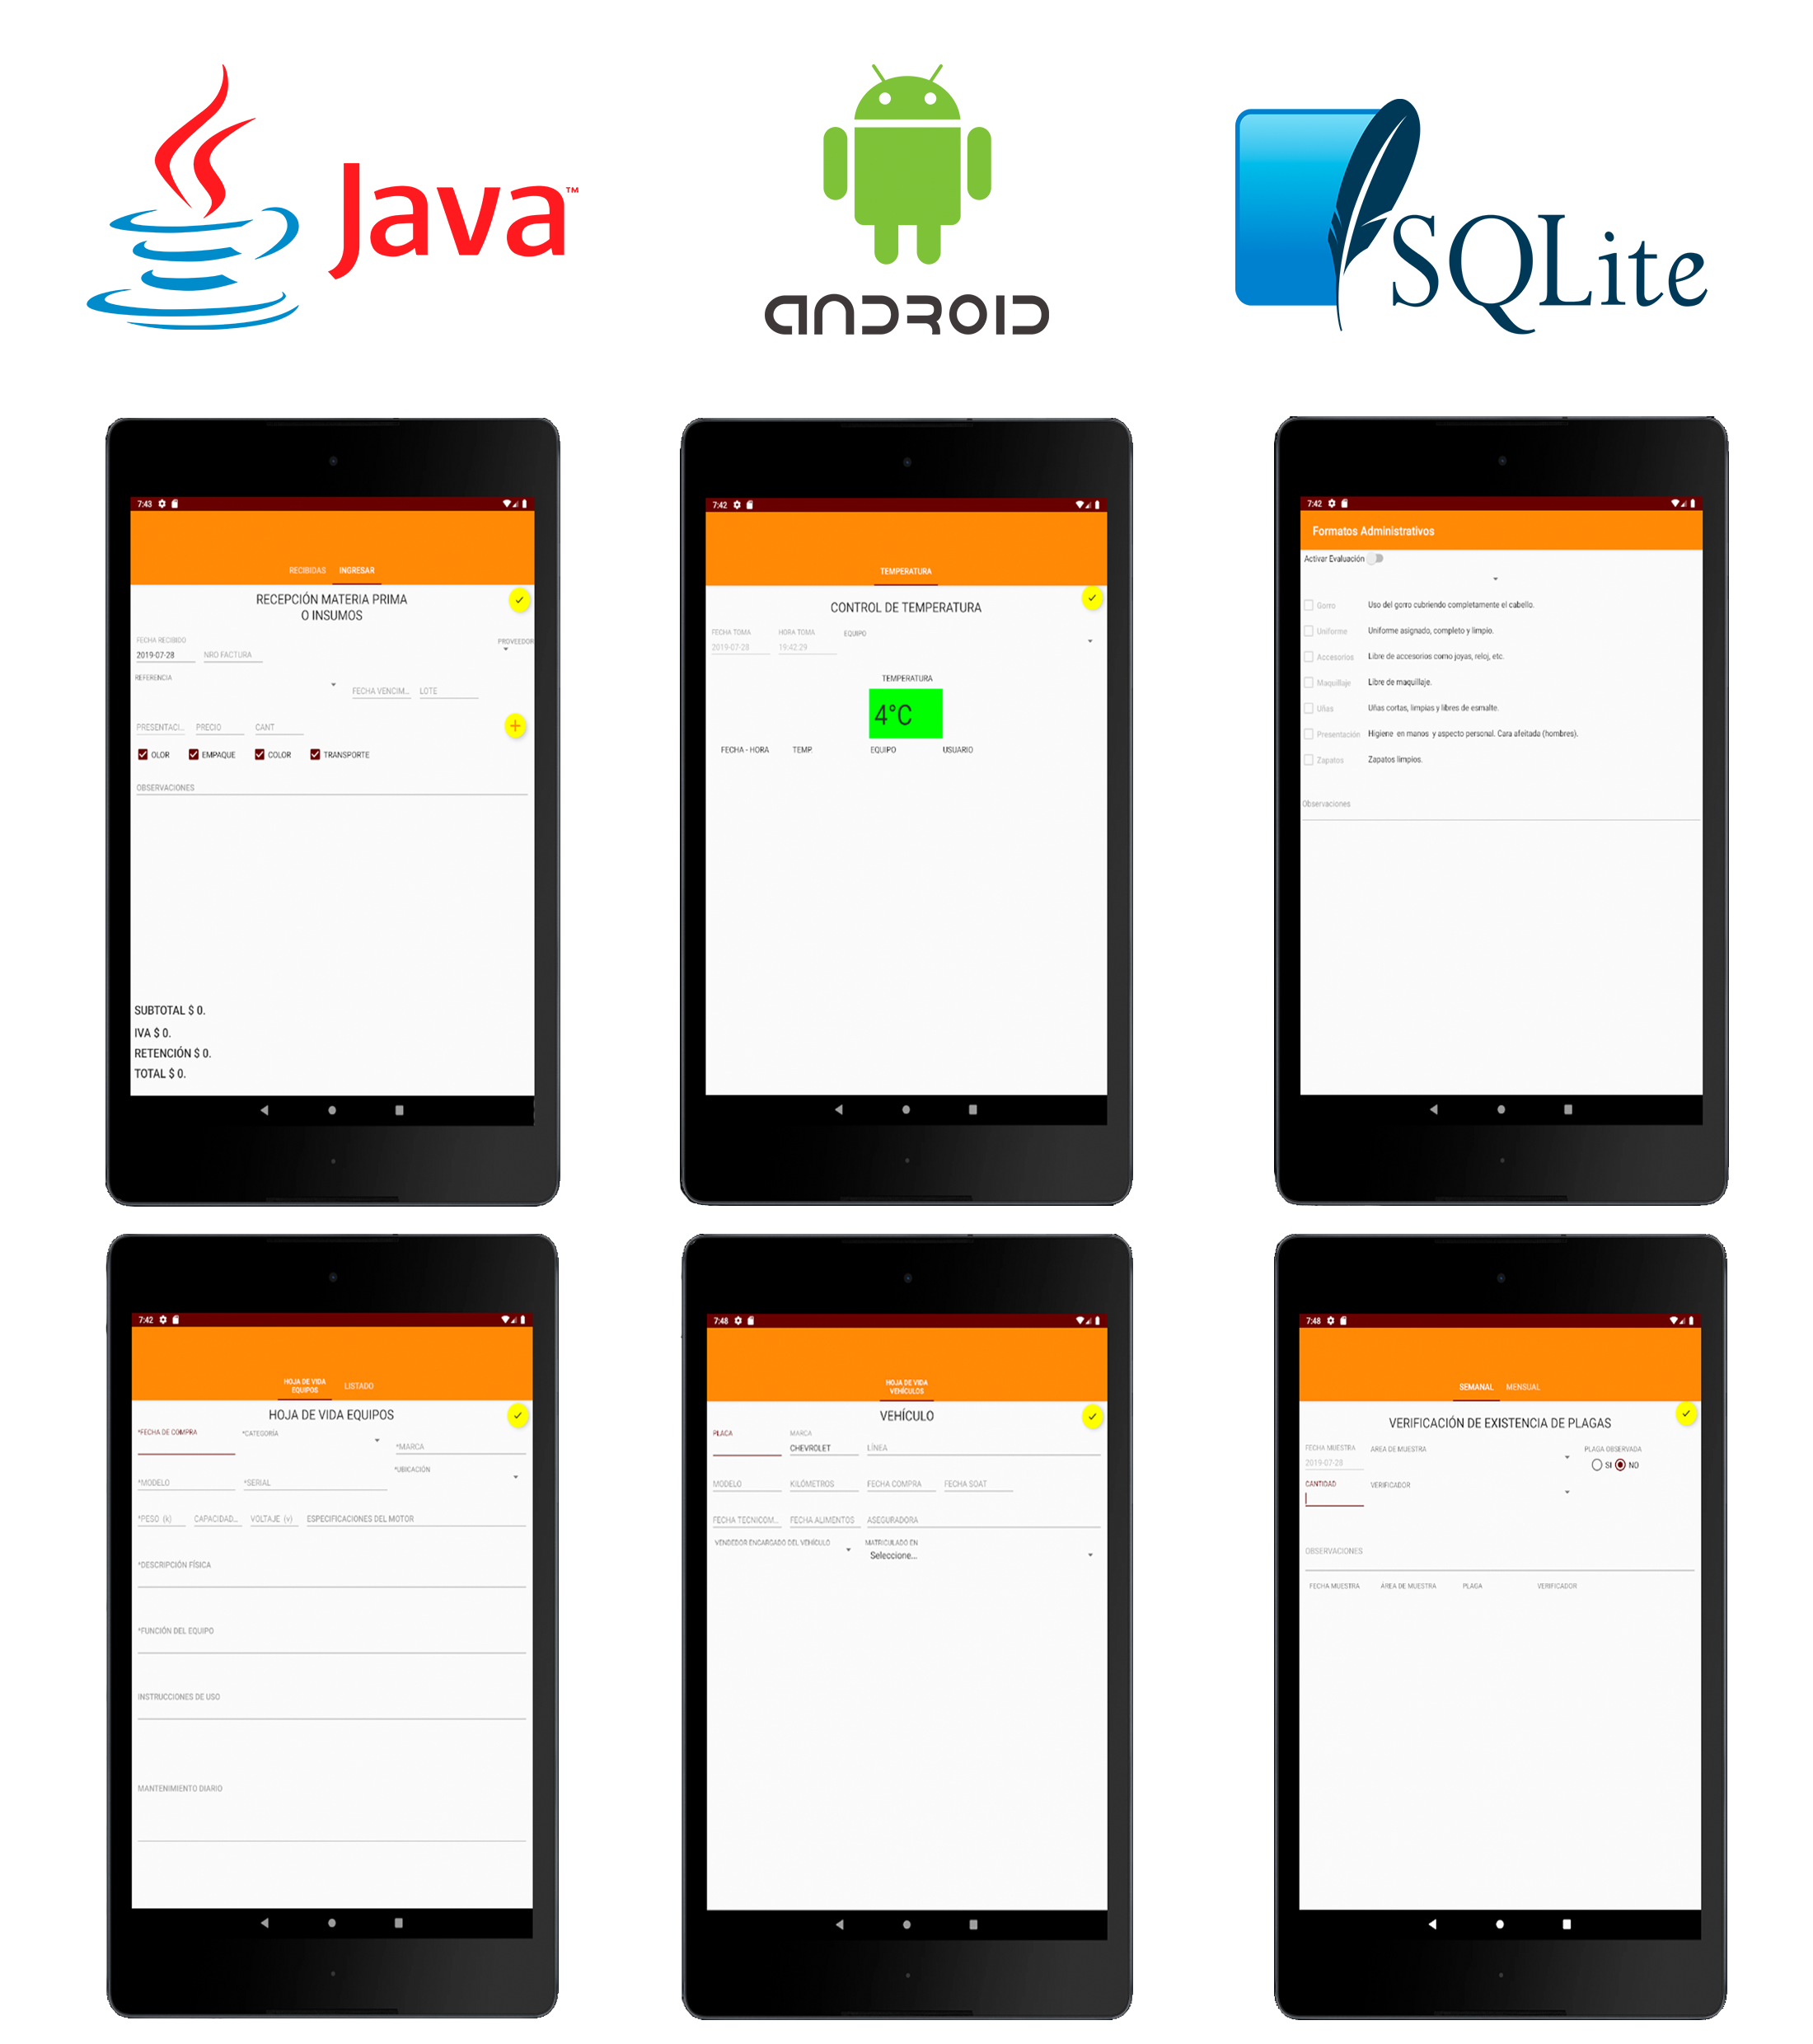 Java™
ANDROID
SQLite
7:43
RECIBIDAS INGRESAR
RECEPCIÓN MATERIA PRIMA
O INSUMOS
FECHA RECIBIDO
PROVEEDOR
2019-07-28 NRO FACTURA
REFERENCIA
FECHA VENCIM... LOTE
PRESENTACI... PRECIO CANT
OLOR EMPAQUE COLOR TRANSPORTE
OBSERVACIONES
SUBTOTAL $ 0.
IVA $ 0.
RETENCIÓN $ 0.
TOTAL $ 0.
7:42
TEMPERATURA
CONTROL DE TEMPERATURA
FECHA TOMA HORA TOMA EQUIPO
2019-07-28 19:42:29
TEMPERATURA
4°C
FECHA - HORA TEMP. EQUIPO USUARIO
7:42
Formatos Administrativos
Activar Evaluación
Gorro Uso del gorro cubriendo completamente el cabello.
Uniforme Uniforme asignado, completo y limpio.
Accesorios Libre de accesorios como joyas, reloj, etc.
Maquillaje Libre de maquillaje.
Uñas Uñas cortas, limpias y libres de esmalte.
Presentación Higiene en manos y aspecto personal. Cara afeitada (hombres).
Zapatos Zapatos limpios.
Observaciones
7:42
HOJA DE VIDA
EQUIPOS
LISTADO
HOJA DE VIDA EQUIPOS
*FECHA DE COMPRA *CATEGORÍA
*MARCA
*UBICACIÓN
*MODELO *SERIAL
*PESO (k) CAPACIDAD... VOLTAJE (v) ESPECIFICACIONES DEL MOTOR
*DESCRIPCIÓN FÍSICA
*FUNCIÓN DEL EQUIPO
INSTRUCCIONES DE USO
MANTENIMIENTO DIARIO
7:48
HOJA DE VIDA
VEHÍCULOS
VEHÍCULO
PLACA MARCA
CHEVROLET LÍNEA
MODELO KILÓMETROS FECHA COMPRA FECHA SOAT
FECHA TECNICOM... FECHA ALIMENTOS ASEGURADORA
VENDEDOR ENCARGADO DEL VEHÍCULO MATRICULADO EN
Seleccione...
7:48
SEMANAL MENSUAL
VERIFICACIÓN DE EXISTENCIA DE PLAGAS
FECHA MUESTRA AREA DE MUESTRA PLAGA OBSERVADA
2019-07-28 SI NO
CANTIDAD VERIFICADOR
OBSERVACIONES
FECHA MUESTRA ÁREA DE MUESTRA PLAGA VERIFICADOR